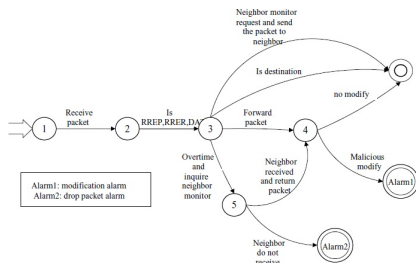 Neighbor monitor
request and send
the packet to
neighbor
Is destination
no modify
Receive
packet
Is
RREP,RRER,DA
Forward
packet
1
2
3
4
Overtime
and
inquire
neighbor
monitor
Neighbor
received
and return
packet
Malicious
modify
Alarm1
5
Alarm1: modification alarm
Alarm2: drop packet alarm
Neighbor
do not
receive
Alarm2